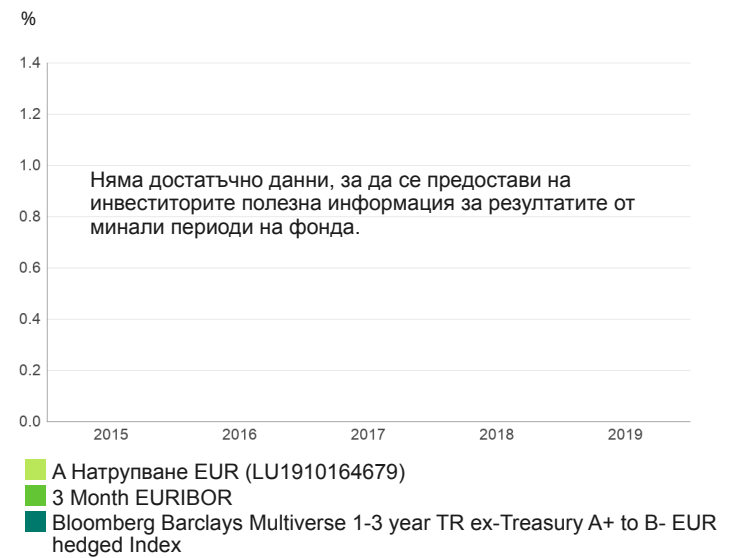 %
1.4
1.2
1.0
Няма достатъчно данни, за да се предостави на
инвеститорите полезна информация за резултатите от
минали периоди на фонда.
0.8
0.6
0.4
0.2
0.0
2015 2016 2017 2018 2019
А Натрупване EUR (LU1910164679)
3 Month EURIBOR
Bloomberg Barclays Multiverse 1-3 year TR ex-Treasury A+ to B- EUR
hedged Index